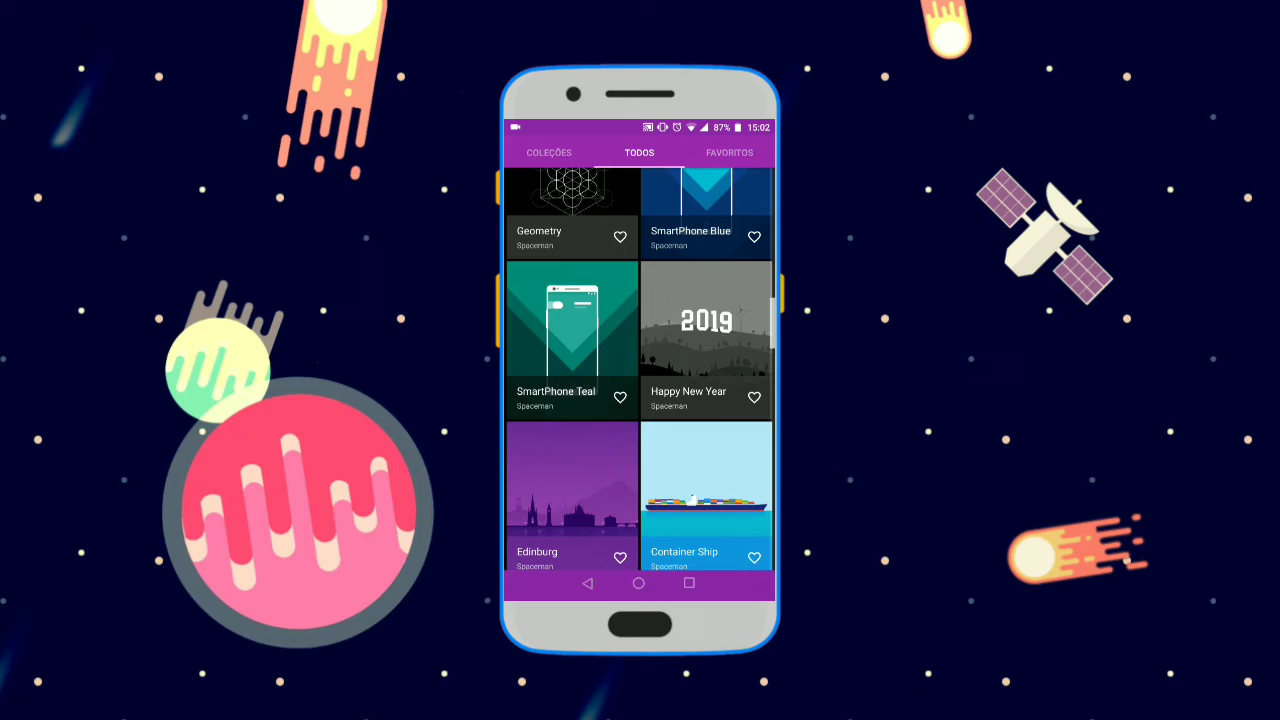 87% 15:02
COLEÇÕES TODOS FAVORITOS
Geometry
Spaceman
SmartPhone Blue
Spaceman
SmartPhone Teal
Spaceman
2019
Happy New Year
Spaceman
Edinburg
Spaceman
Container Ship
Spaceman